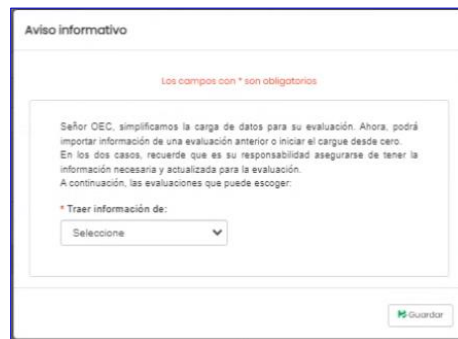 Aviso informativo
Los campos con * son obligatorios
Señor OEC, simplificamos la carga de datos para su evaluación. Ahora, podrá
importar información de una evaluación anterior o iniciar el cargue desde cero.
En los dos casos, recuerde que es su responsabilidad asegurarse de tener la
información necesaria y actualizada para la evaluación.
A continuación, las evaluaciones que puede escoger:
* Traer información de:
Seleccione
Guardar